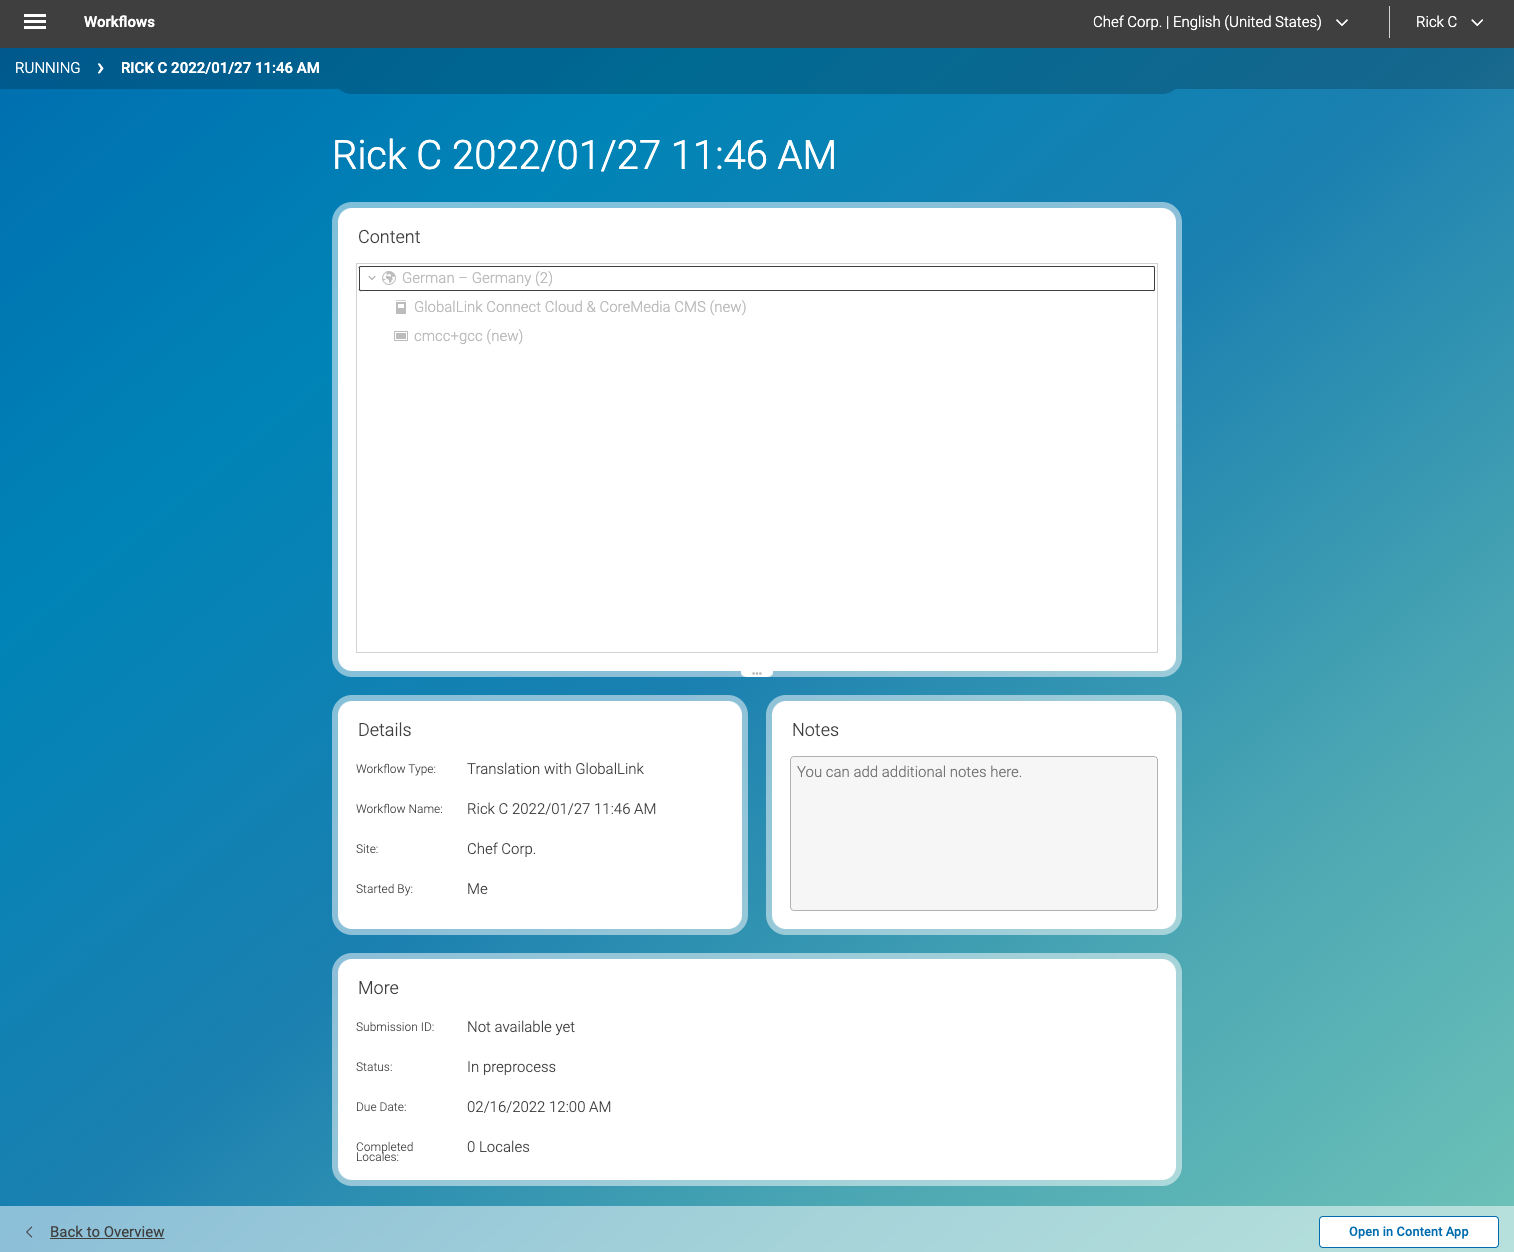 Workflows
Chef Corp. | English (United States)
Rick C
RUNNING
RICK C 2022/01/27 11:46 AM
Rick C 2022/01/27 11:46 AM
Content
German – Germany (2)
GlobalLink Connect Cloud & CoreMedia CMS (new)
cmcc+gcc (new)
Details
Workflow Type: Translation with GlobalLink
Workflow Name: Rick C 2022/01/27 11:46 AM
Site: Chef Corp.
Started By: Me
Notes
You can add additional notes here.
More
Submission ID: Not available yet
Status: In preprocess
Due Date: 02/16/2022 12:00 AM
Completed
Locales: 0 Locales
Back to Overview
Open in Content App